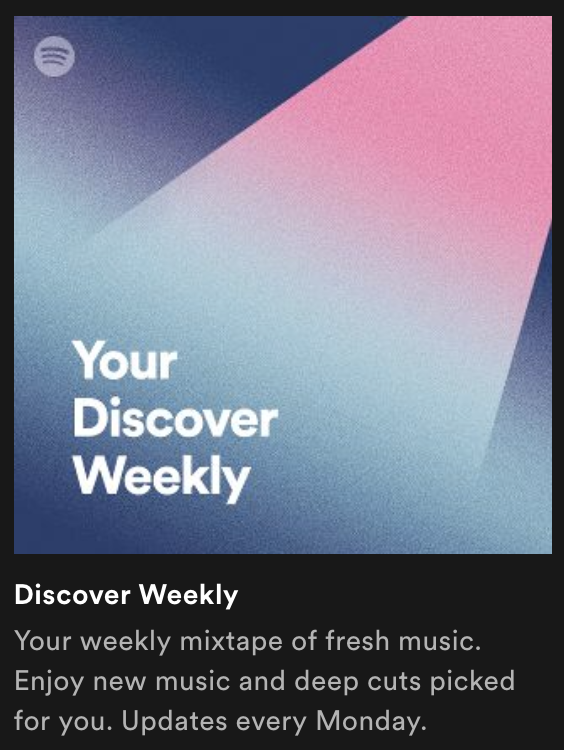 Your
Discover
Weekly
Discover Weekly
Your weekly mixtape of fresh music.
Enjoy new music and deep cuts picked
for you. Updates every Monday.